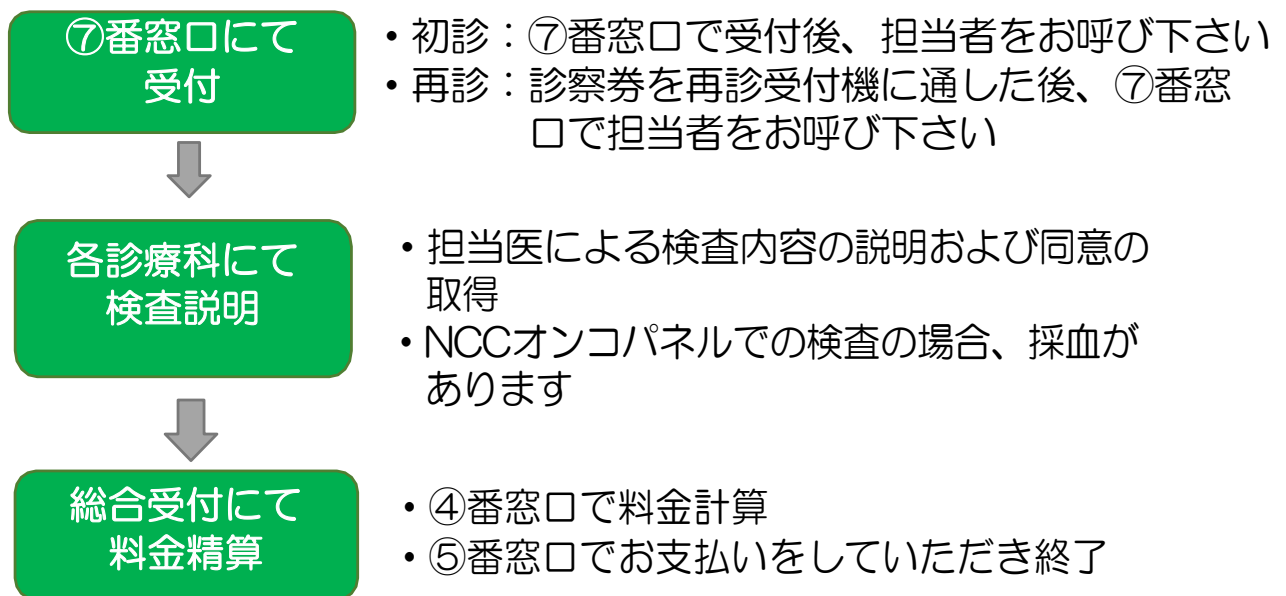 ⑦番窓口にて
受付
・初診：⑦番窓口で受付後、担当者をお呼び下さい
・再診：診察券を再診受付機に通した後、⑦番窓
口で担当者をお呼び下さい
各診療科にて
検査説明
・担当医による検査内容の説明および同意の
取得
・NCCオンコパネルでの検査の場合、採血が
あります
総合受付にて
料金精算
・④番窓口で料金計算
・⑤番窓口でお支払いをしていただき終了